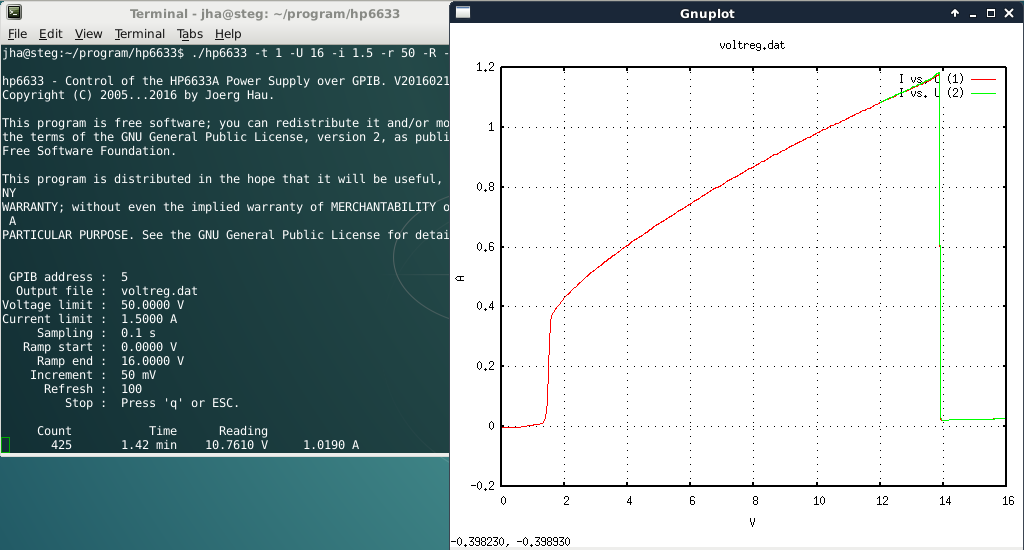 Terminal - jha@steg: ~/program/hp6633
File Edit View Terminal Tabs Help
jha@steg:~/program/hp6633$ ./hp6633 -t 1 -U 16 -i 1.5 -r 50 -R -
hp6633 - Control of the HP6633A Power Supply over GPIB. V2016021
Copyright (C) 2005...2016 by Joerg Hau.
This program is free software; you can redistribute it and/or mo
the terms of the GNU General Public License, version 2, as publi
Free Software Foundation.
This program is distributed in the hope that it will be useful,
NY
WARRANTY; without even the implied warranty of MERCHANTABILITY o
A
PARTICULAR PURPOSE. See the GNU General Public License for detai
GPIB address : 5
Output file : voltreg.dat
Voltage limit : 50.0000 V
Current limit : 1.5000 A
Sampling : 0.1 s
Ramp start : 0.0000 V
Ramp end : 16.0000 V
Increment : 50 mV
Refresh : 100
Stop : Press 'q' or ESC.
Count Time Reading
425 1.42 min 10.7610 V 1.0190 A
Gnuplot
voltreg.dat
I vs. U (1)
I vs. U (2)
1.2
1
0.8
0.6
0.4
0.2
0
-0.2
A
0 2 4 6 8 10 12 14 16
V
-0.398230, -0.398930